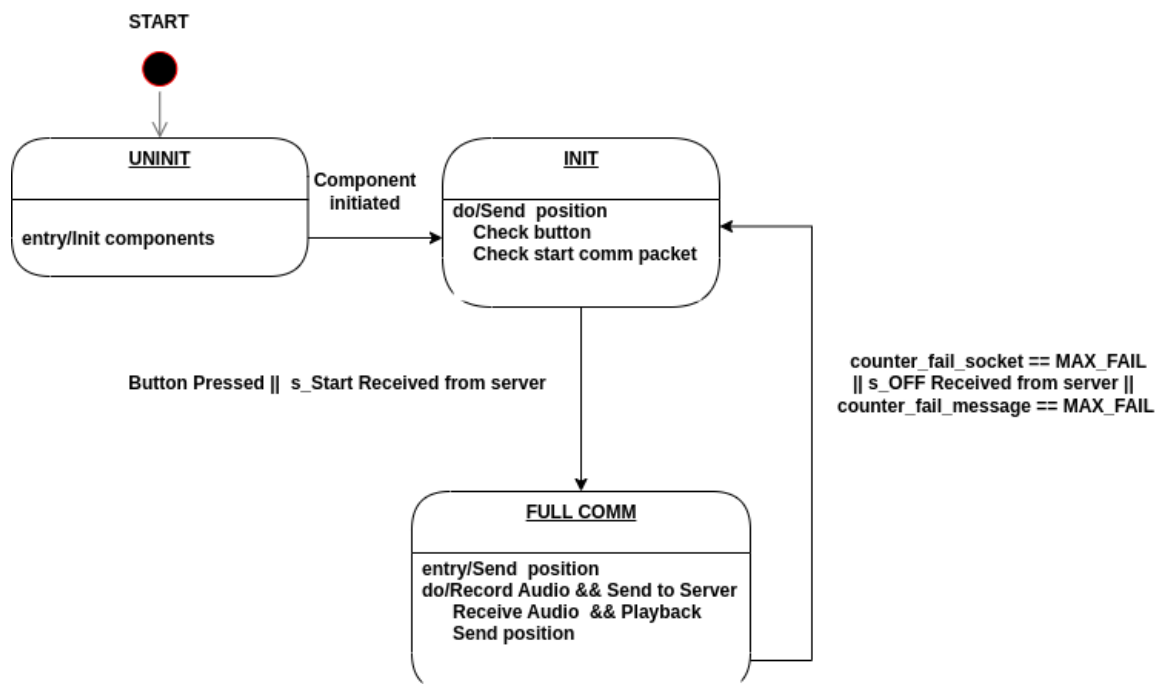 START
UNINIT
entry/Init components
Component
initiated
INIT
do/Send position
Check button
Check start comm packet
Button Pressed || s_Start Received from server
counter_fail_socket == MAX_FAIL
|| s_OFF Received from server ||
counter_fail_message == MAX_FAIL
FULL COMM
entry/Send position
do/Record Audio && Send to Server
Receive Audio && Playback
Send position